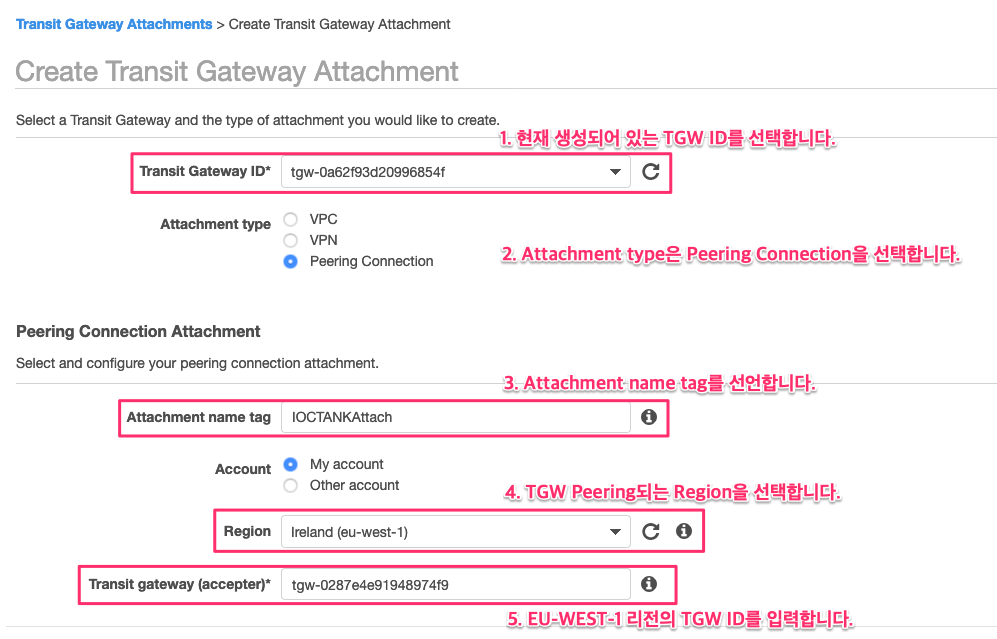 Transit Gateway Attachments > Create Transit Gateway Attachment
Create Transit Gateway Attachment
Select a Transit Gateway and the type of attachment you would like to create.
1. 현재 생성되어 있는 TGW ID를 선택합니다.
Transit Gateway ID* tgw-0a62f93d20996854f
Attachment type VPC
VPN
Peering Connection
2. Attachment type은 Peering Connection을 선택합니다.
Peering Connection Attachment
Select and configure your peering connection attachment.
3. Attachment name tag를 선언합니다.
Attachment name tag IOCTANKAttach
Account My account
Other account
4. TGW Peering되는 Region을 선택합니다.
Region Ireland (eu-west-1)
Transit gateway (accepter)* tgw-0287e4e91948974f9
5. EU-WEST-1 리전의 TGW ID를 입력합니다.